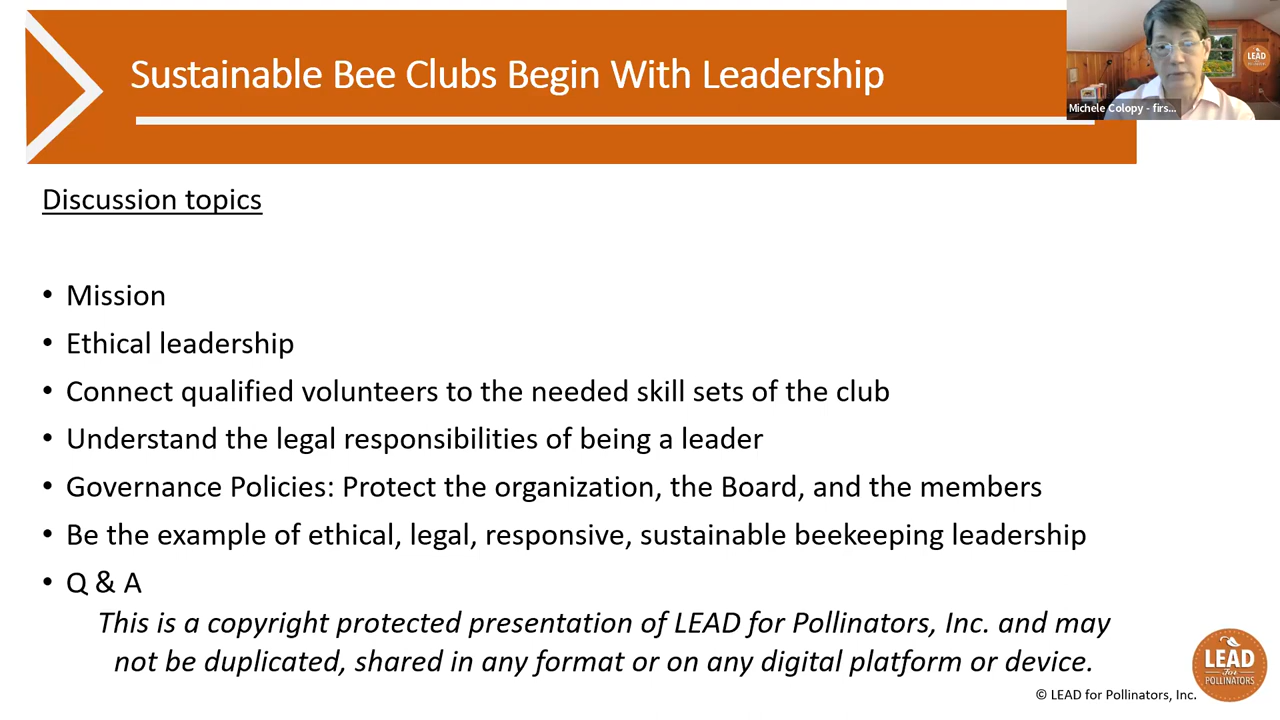 Sustainable Bee Clubs Begin With Leadership
LEAD
Michele Colopy - firs...
Discussion topics
• Mission
• Ethical leadership
• Connect qualified volunteers to the needed skill sets of the club
• Understand the legal responsibilities of being a leader
• Governance Policies: Protect the organization, the Board, and the members
• Be the example of ethical, legal, responsive, sustainable beekeeping leadership
• Q & A
This is a copyright protected presentation of LEAD for Pollinators, Inc. and may
not be duplicated, shared in any format or on any digital platform or device.
LEAD
for
POLLINATORS
© LEAD for Pollinators, Inc.